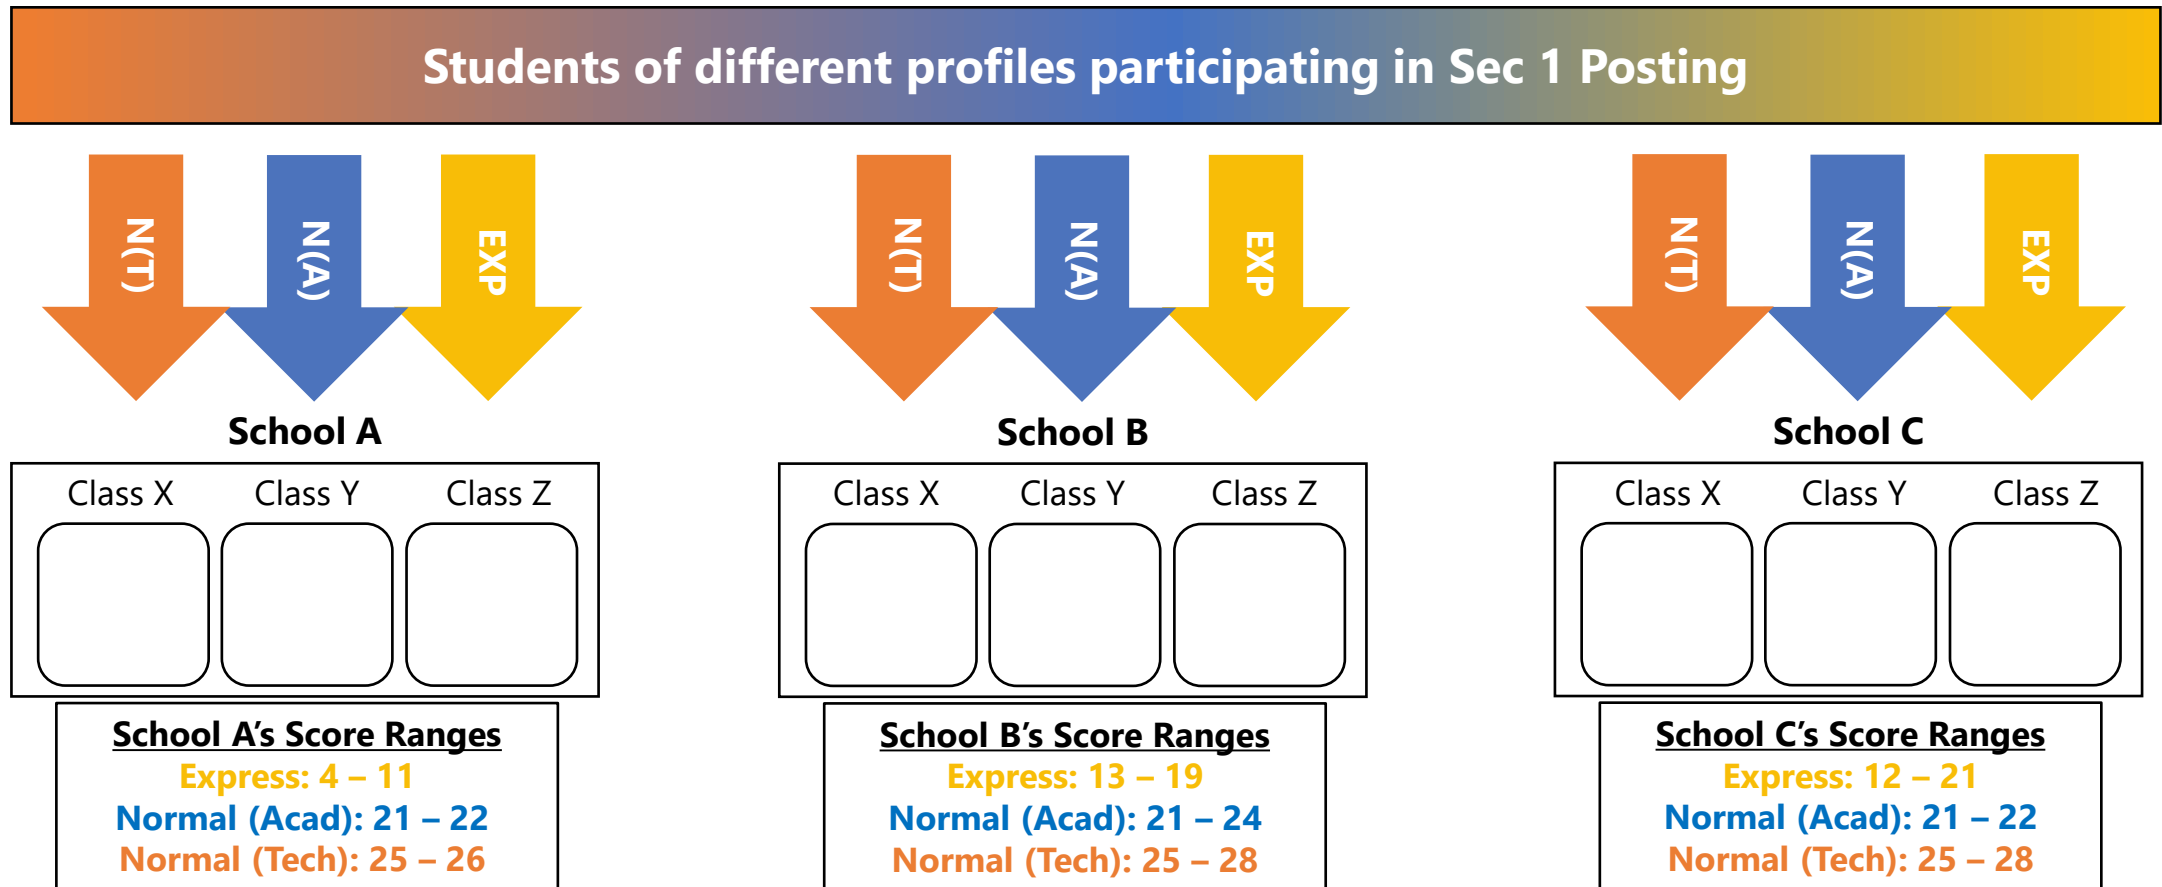 Students of different profiles participating in Sec 1 Posting
N(T)
N(A)
EXP
N(T)
N(A)
EXP
N(T)
N(A)
EXP
School A
School B
School C
Class X
Class Y
Class Z
Class X
Class Y
Class Z
Class X
Class Y
Class Z
School A’s Score Ranges
Express: 4 – 11
Normal (Acad): 21 – 22
Normal (Tech): 25 – 26
School B’s Score Ranges
Express: 13 – 19
Normal (Acad): 21 – 24
Normal (Tech): 25 – 28
School C’s Score Ranges
Express: 12 – 21
Normal (Acad): 21 – 22
Normal (Tech): 25 – 28